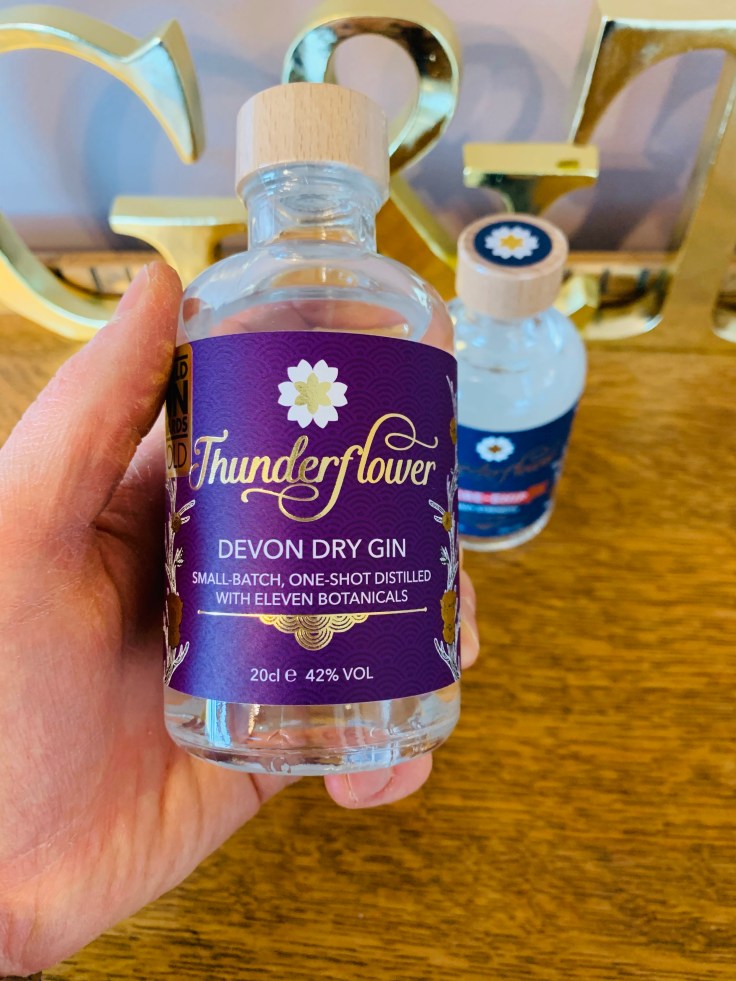 G&T
Thunderflower
DEVON DRY GIN
SMALL-BATCH, ONE-SHOT DISTILLED
WITH ELEVEN BOTANICALS
20cl e 42% VOL